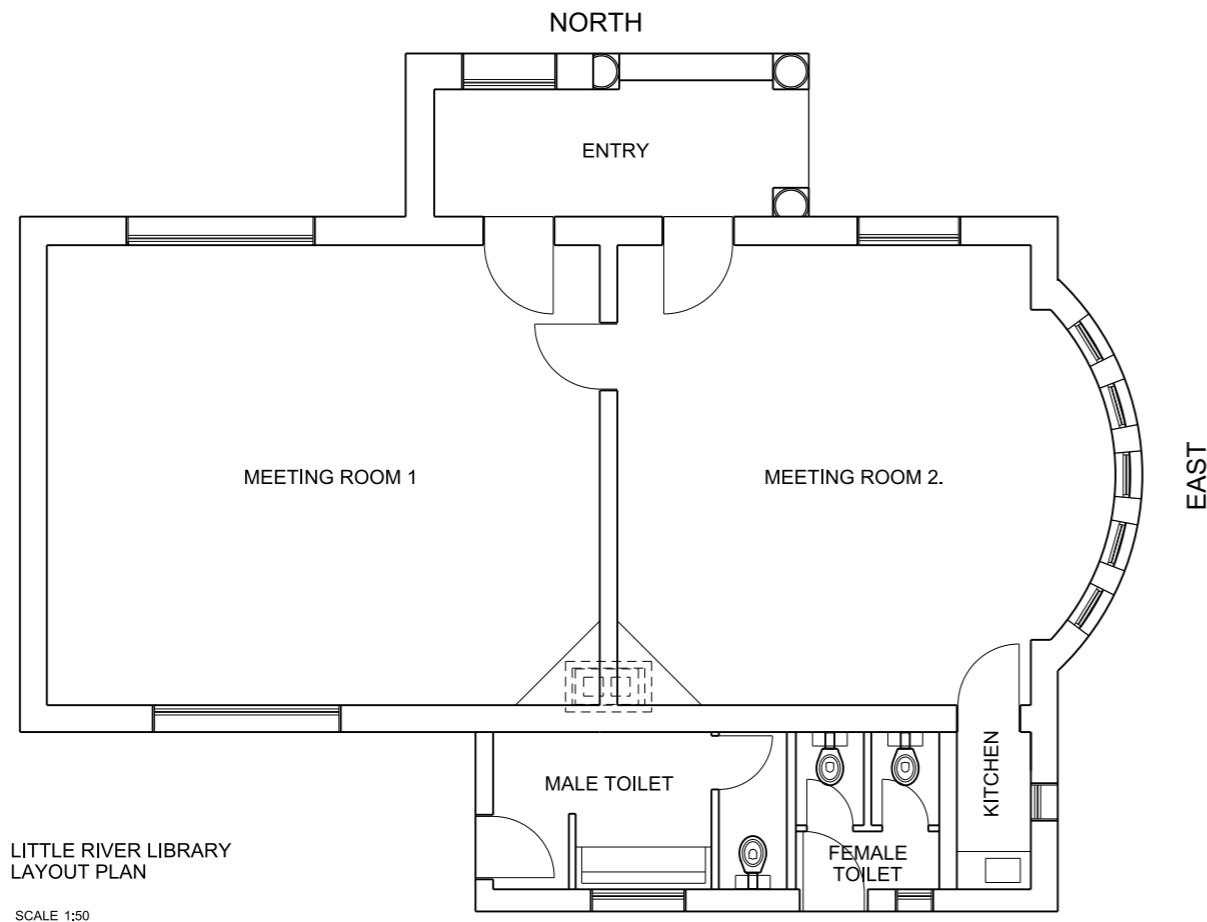 NORTH
ENTRY
MEETING ROOM 1
MEETING ROOM 2.
EAST
KITCHEN
MALE TOILET
FEMALE
TOILET
LITTLE RIVER LIBRARY
LAYOUT PLAN
SCALE 1:50